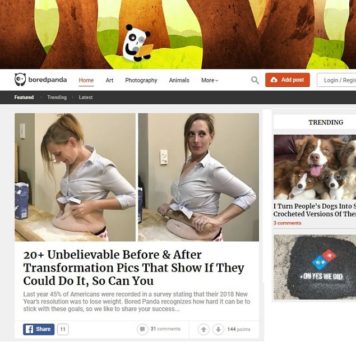 boredpanda Home Art Photography Animals More Add post Login / Regi
Featured Trending Latest
TRENDING
I Turn People's Dogs Into S
Crocheted Versions Of The
3 comments
20+ Unbelievable Before & After
Transformation Pics That Show If They
Could Do It, So Can You
Last year 45% of Americans were recorded in a survey stating that their 2018 New
Year's resolution was to lose weight. Bored Panda recognizes how hard it can be to
stick with these goals, so we like to share your success...
Share 11 31 comments 144 points
OH YES WE DID.